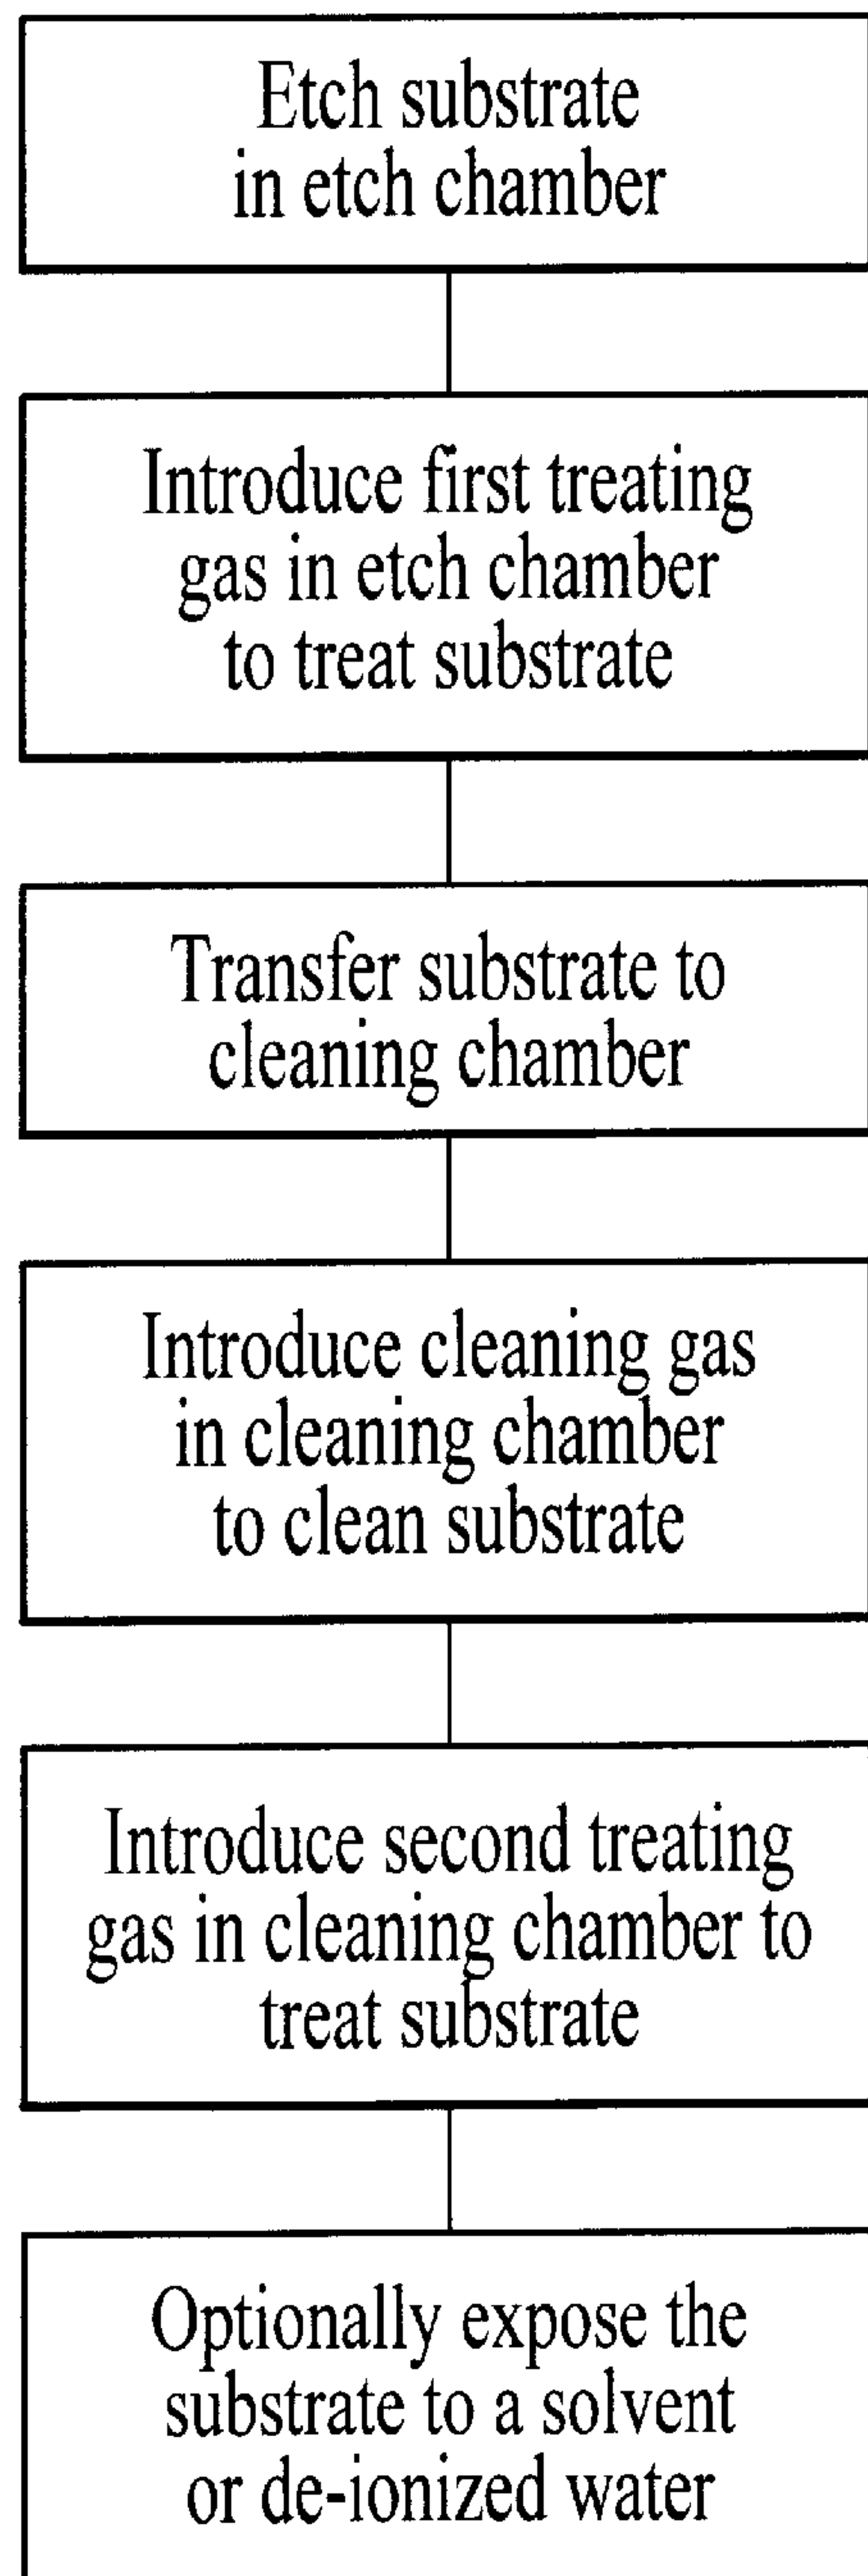 Etch substrate
in etch chamber
Introduce first treating
gas in etch chamber
to treat substrate
Transfer substrate to
cleaning chamber
Introduce cleaning gas
in cleaning chamber
to clean substrate
Introduce second treating
gas in cleaning chamber to
treat substrate
Optionally expose the
substrate to a solvent
or de-ionized water